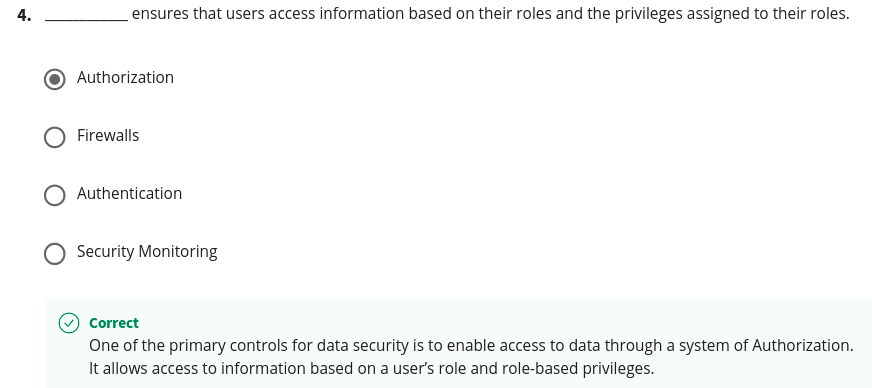 4. ___________ ensures that users access information based on their roles and the privileges assigned to their roles.
Authorization
Firewalls
Authentication
Security Monitoring
Correct
One of the primary controls for data security is to enable access to data through a system of Authorization.
It allows access to information based on a user’s role and role-based privileges.